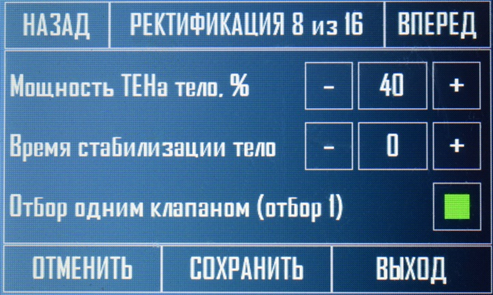 НАЗАД РЕКТИФИКАЦИЯ 8 из 16 ВПЕРЕД
Мощность ТЕНа тело, % - 40 +
Время стабилизации тело - 0 +
Отбор одним клапаном (отбор 1)
ОТМЕНИТЬ СОХРАНИТЬ ВЫХОД